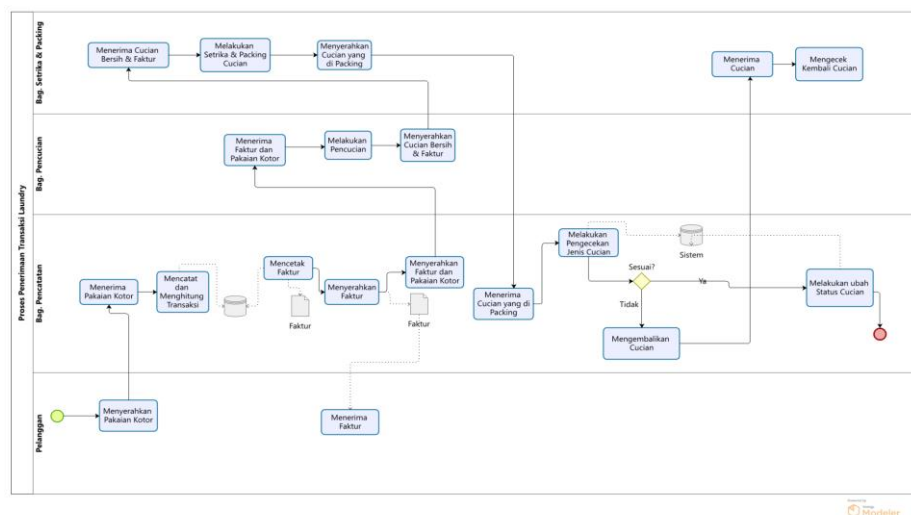 Proses Penerimaan Transaksi Laundry
Bag. Setrika & Packing
Menerima Cucian
Bersih & Faktur
Melakukan
Setrika & Packing
Cucian
Menyerahkan
Cucian yang
di Packing
Menerima
Cucian
Mengecek
Kembali Cucian
Bag. Pencucian
Menerima
Faktur dan
Pakaian Kotor
Melakukan
Pencucian
Menyerahkan
Cucian Bersih
& Faktur
Bag. Pencatatan
Menerima
Pakaian Kotor
Mencatat
dan
Menghitung
Transaksi
Mencetak
Faktur
Faktur
Menyerahkan
Faktur
Menyerahkan
Faktur dan
Pakaian Kotor
Faktur
Menerima
Cucian yang di
Packing
Melakukan
Pengecekan
Jenis Cucian
Sistem
Sesuai?
Ya
Tidak
Mengembalikan
Cucian
Melakukan ubah
Status Cucian
Pelanggan
Menyerahkan
Pakaian Kotor
Menerima
Faktur
Modeler